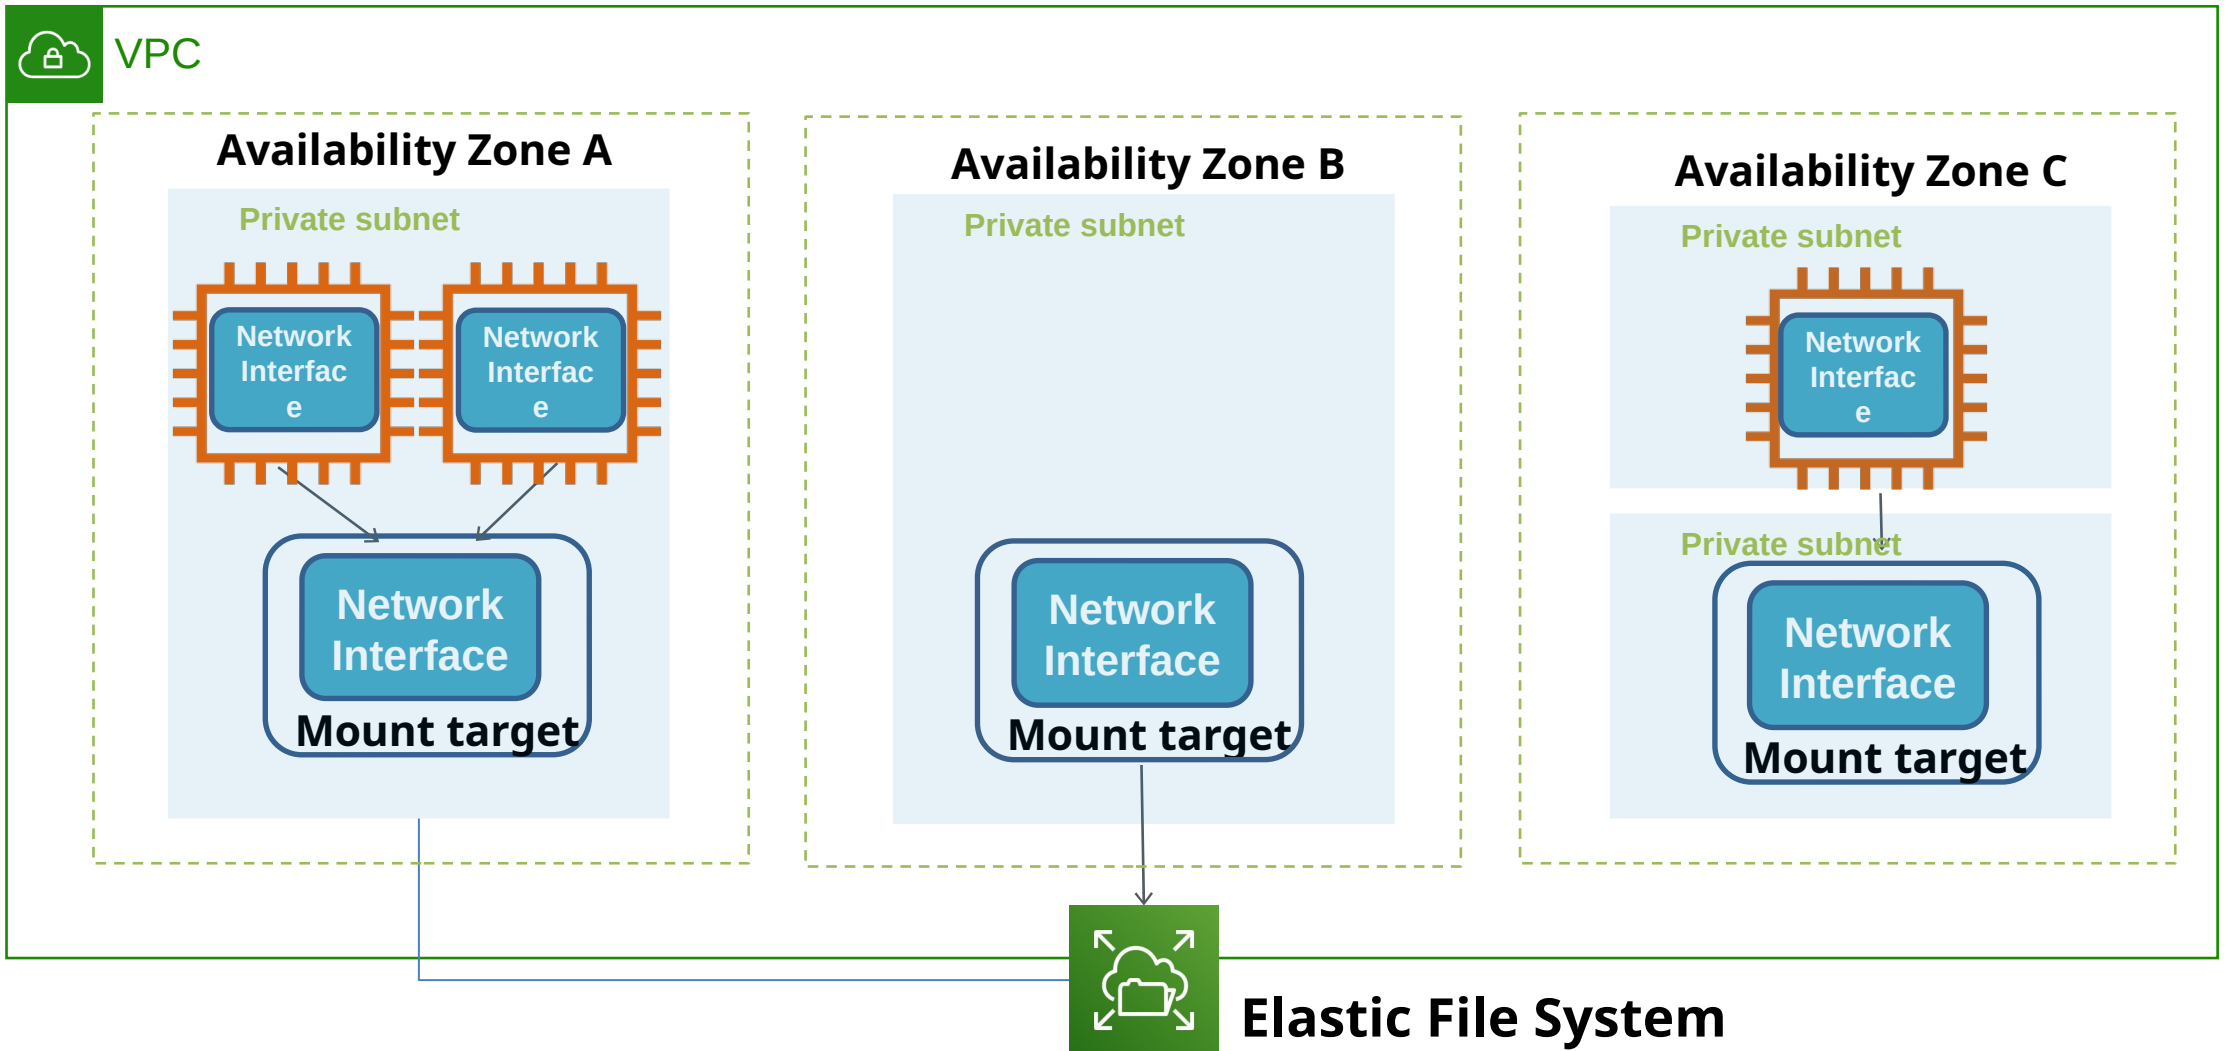 VPC
Availability Zone A
Private subnet
Network
Interfac
e
Network
Interfac
e
Network
Interface
Mount target
Availability Zone B
Private subnet
Network
Interface
Mount target
Availability Zone C
Private subnet
Network
Interfac
e
Private subnet
Network
Interface
Mount target
Elastic File System